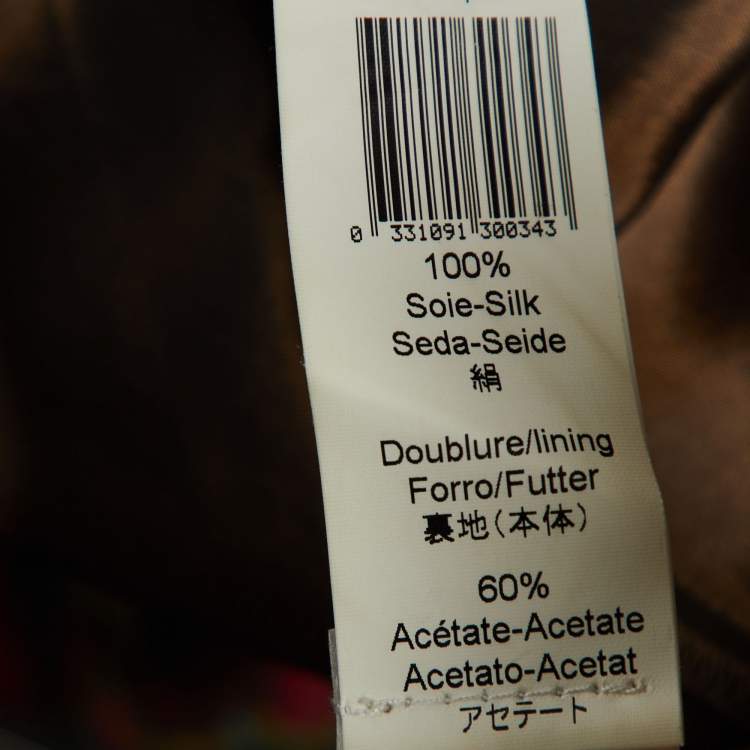 0 331091 300343
100%
Soie-Silk
Seda-Seide
絹
Doublure/lining
Forro/Futter
裏地(本体)
60%
Acétate-Acetate
Acetato-Acetat
アセテート